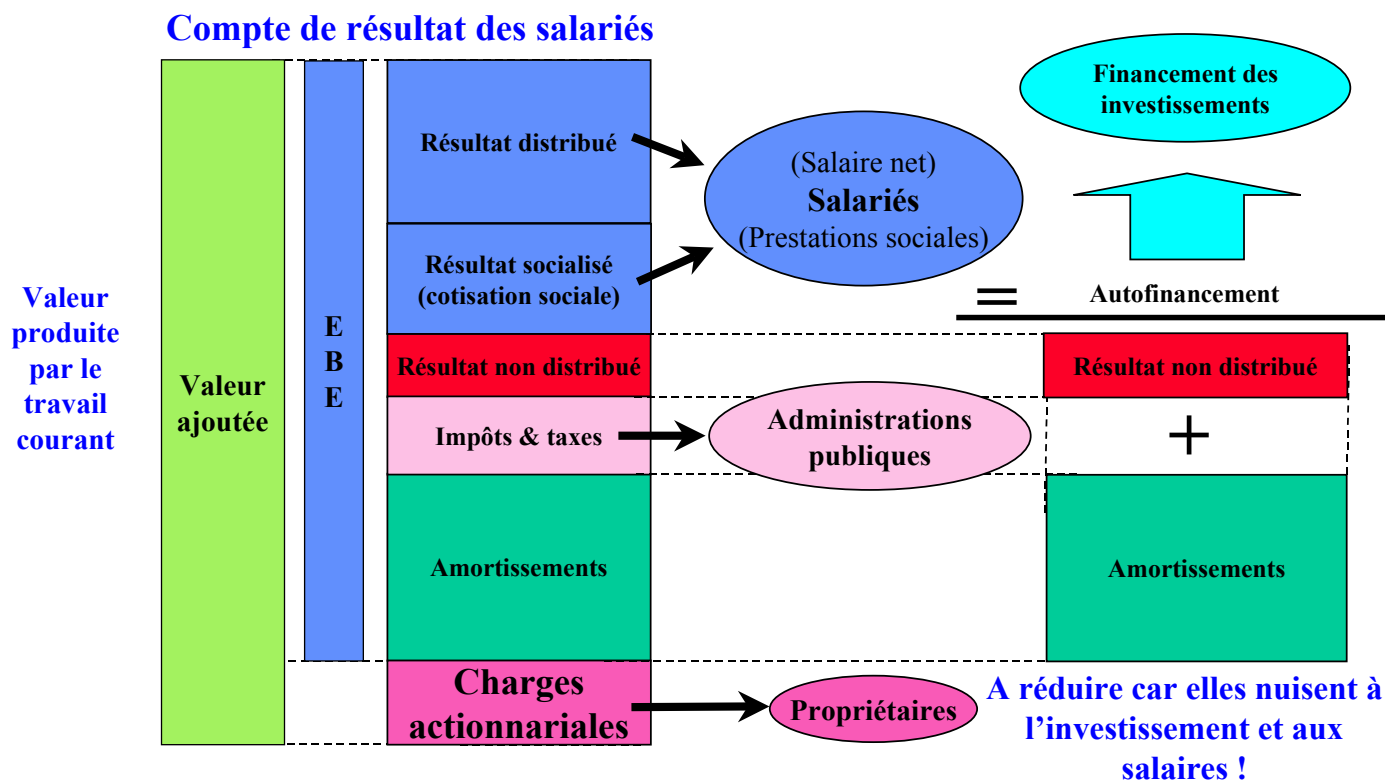 Compte de résultat des salariés
Valeur
produite
par le
travail
courant
Valeur
ajoutée
E
B
E
Résultat distribué
Résultat socialisé
(cotisation sociale)
Résultat non distribué
Impôts & taxes
Amortissements
Charges
actionnariales
(Salaire net)
Salariés
(Prestations sociales)
Administrations
publiques
Propriétaires
Financement des
investissements
= Autofinancement
Résultat non distribué
+
Amortissements
A réduire car elles nuisent à
l’investissement et aux
salaires !